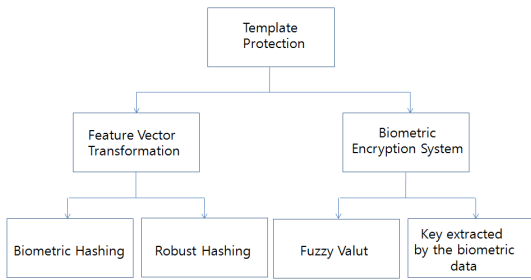 Template
Protection
Feature Vector
Transformation
Biometric
Encryption System
Biometric Hashing
Robust Hashing
Fuzzy Valut
Key extracted
by the biometric
data